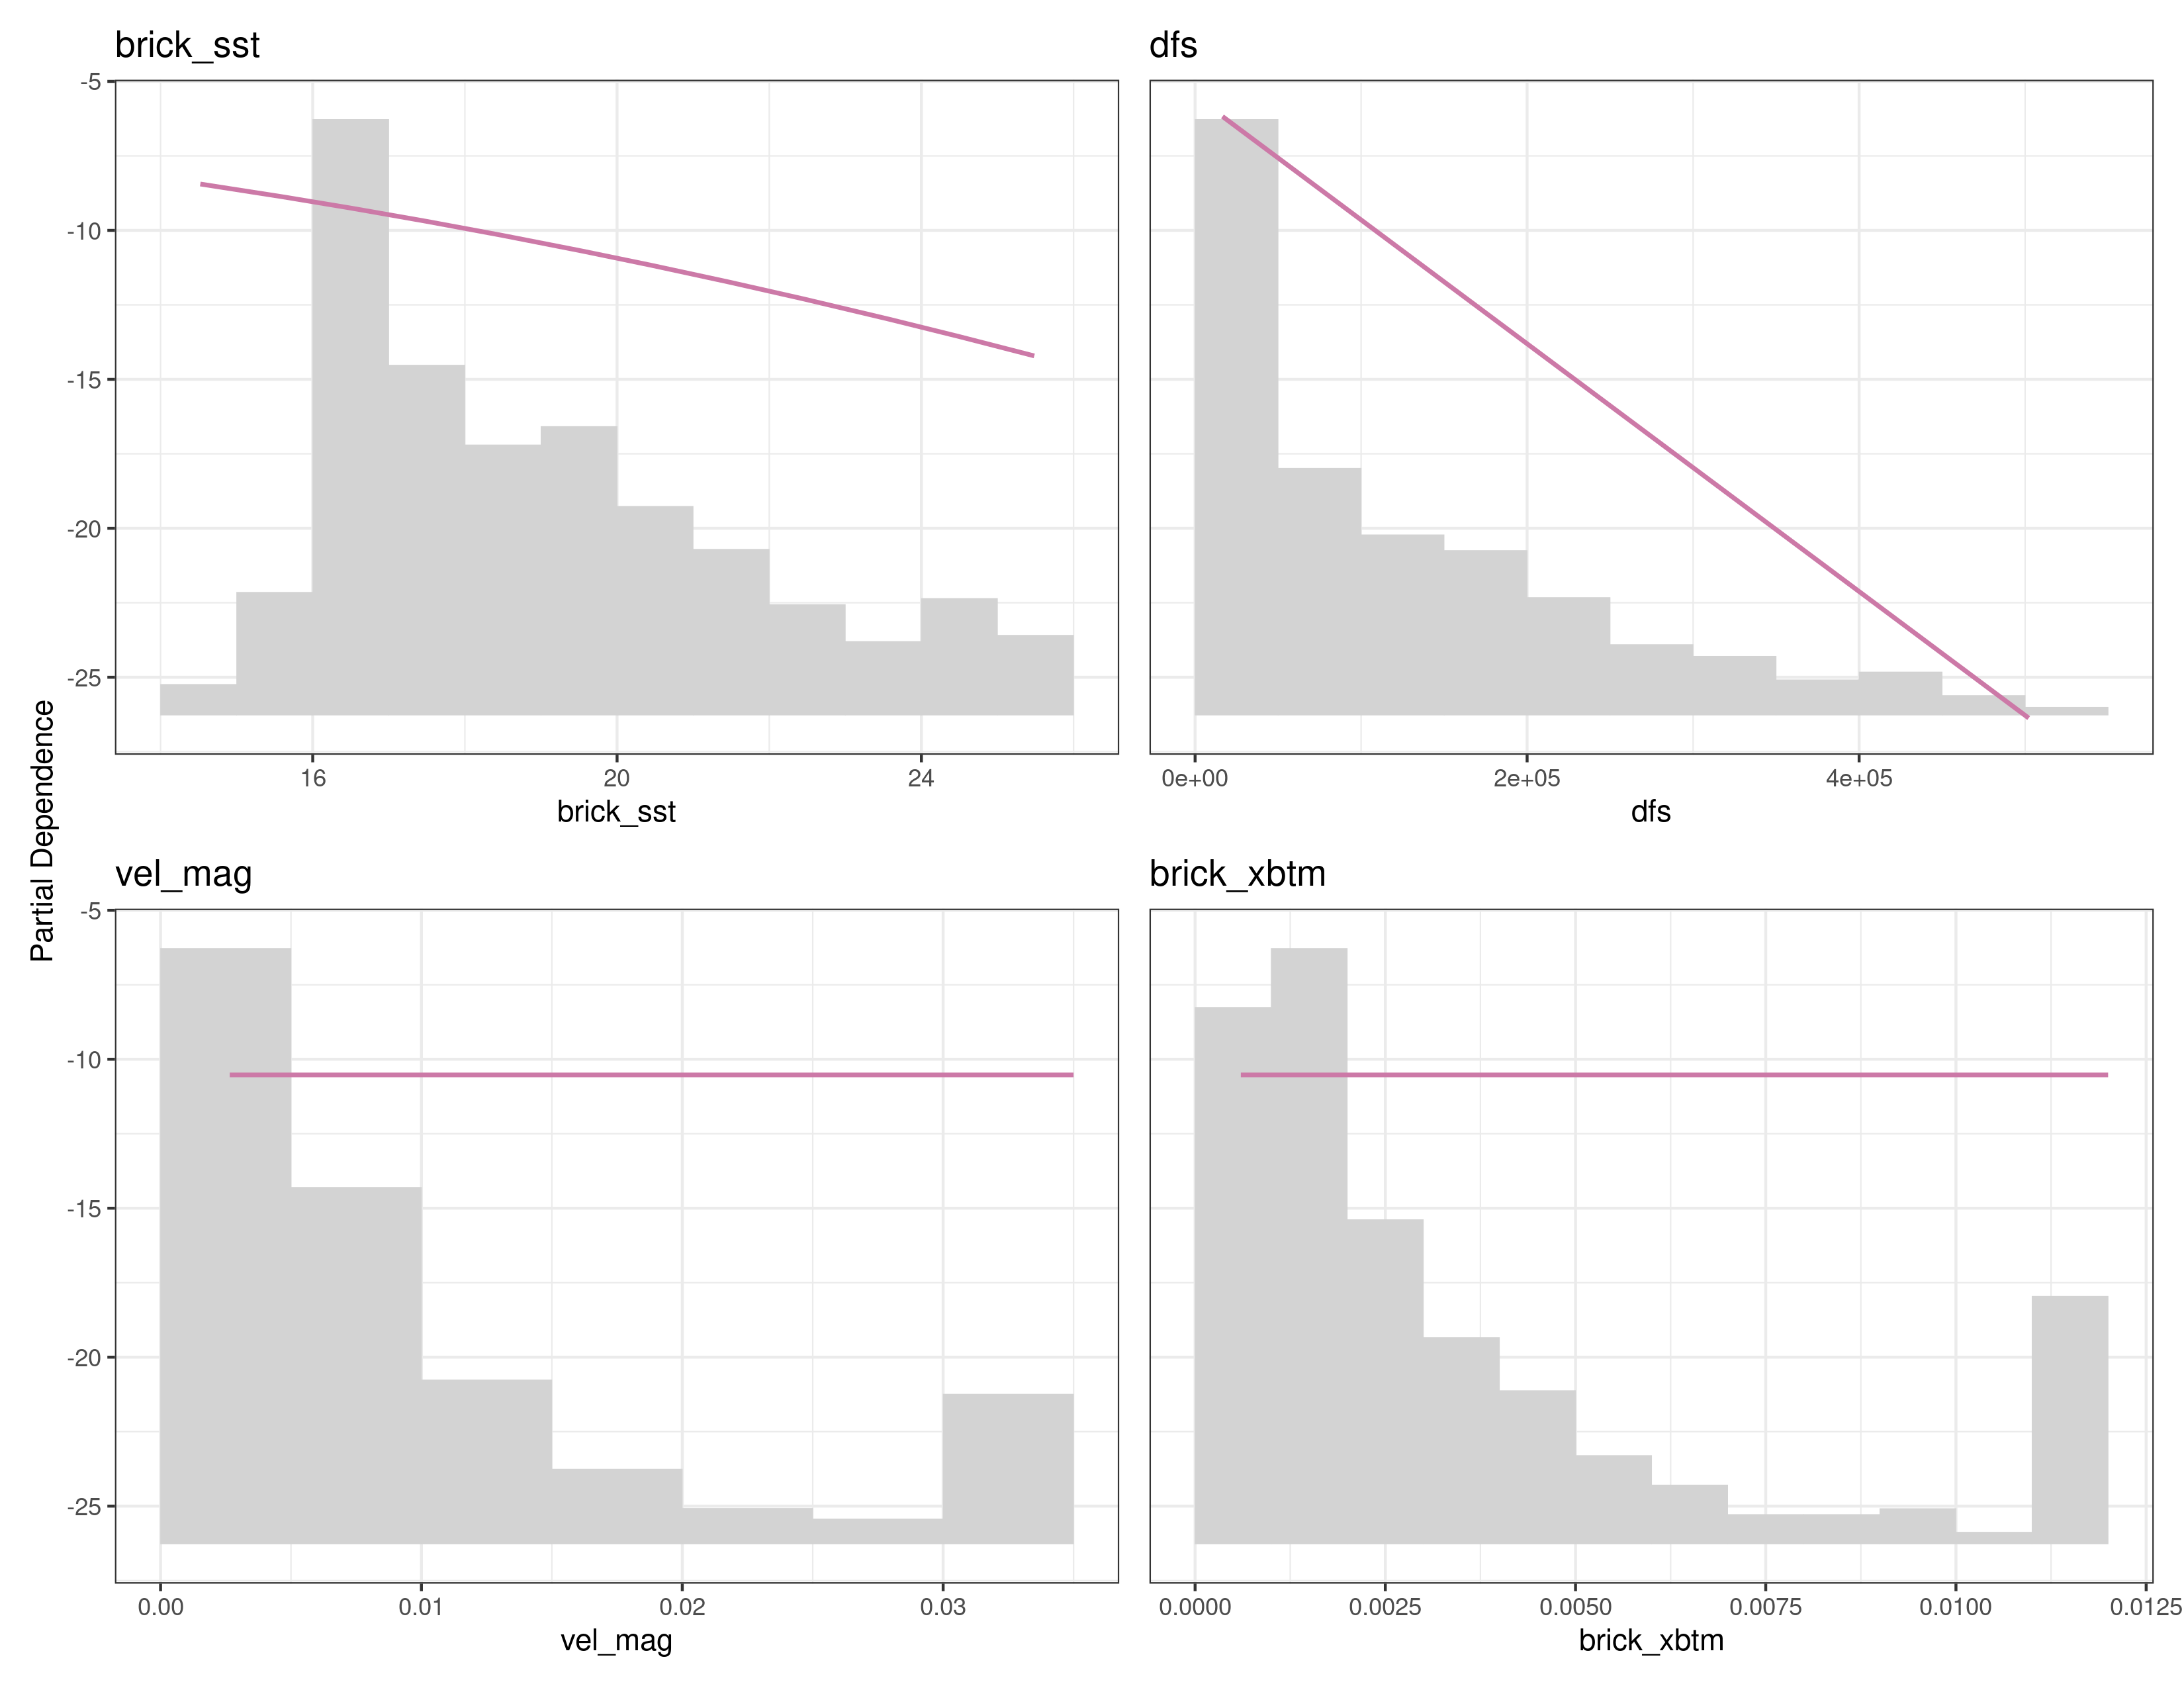 brick_sst
dfs
-5
-10
-15
-20
-25
16 20 24
0e+00 2e+05 4e+05
brick_sst
dfs
Partial Dependence
vel_mag
brick_xbtm
-5
-10
-15
-20
-25
0.00 0.01 0.02 0.03
0.0000 0.0025 0.0050 0.0075 0.0100 0.0125
vel_mag
brick_xbtm